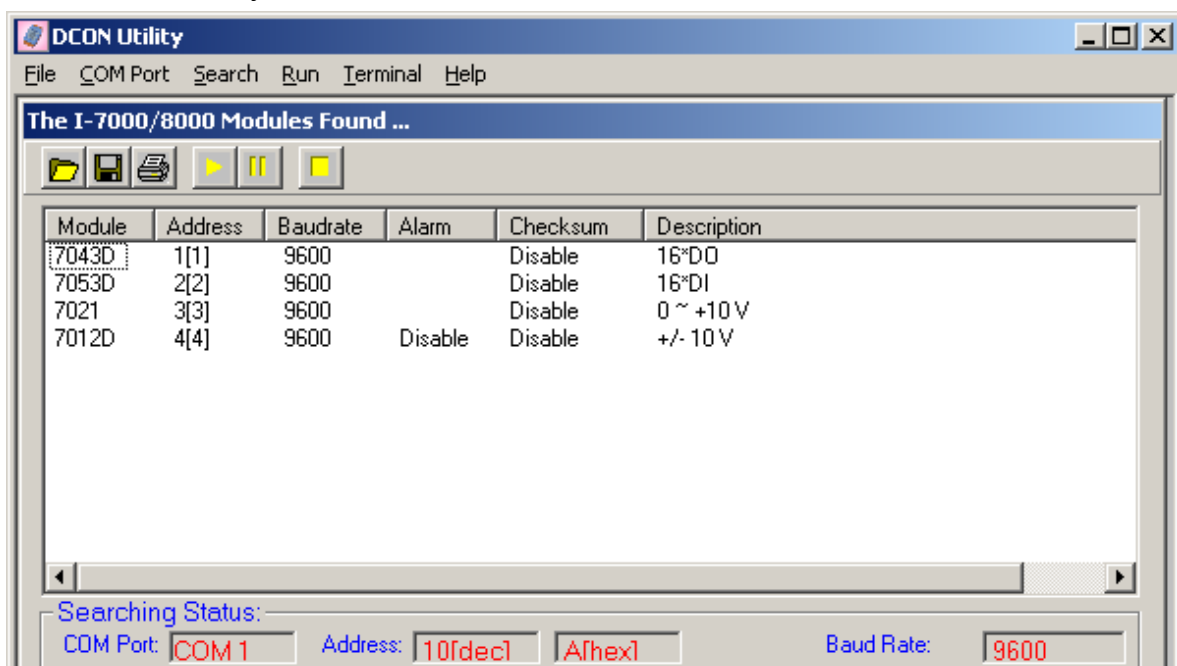 DCON Utility
File COM Port Search Run Terminal Help
The I-7000/8000 Modules Found ...
Module Address Baudrate Alarm Checksum Description
7043D 1[1] 9600 Disable 16*DO
7053D 2[2] 9600 Disable 16*DI
7021 3[3] 9600 Disable 0 ~ +10 V
7012D 4[4] 9600 Disable Disable +/- 10 V
Searching Status:
COM Port: COM 1 Address: 10[dec] A[hex] Baud Rate: 9600